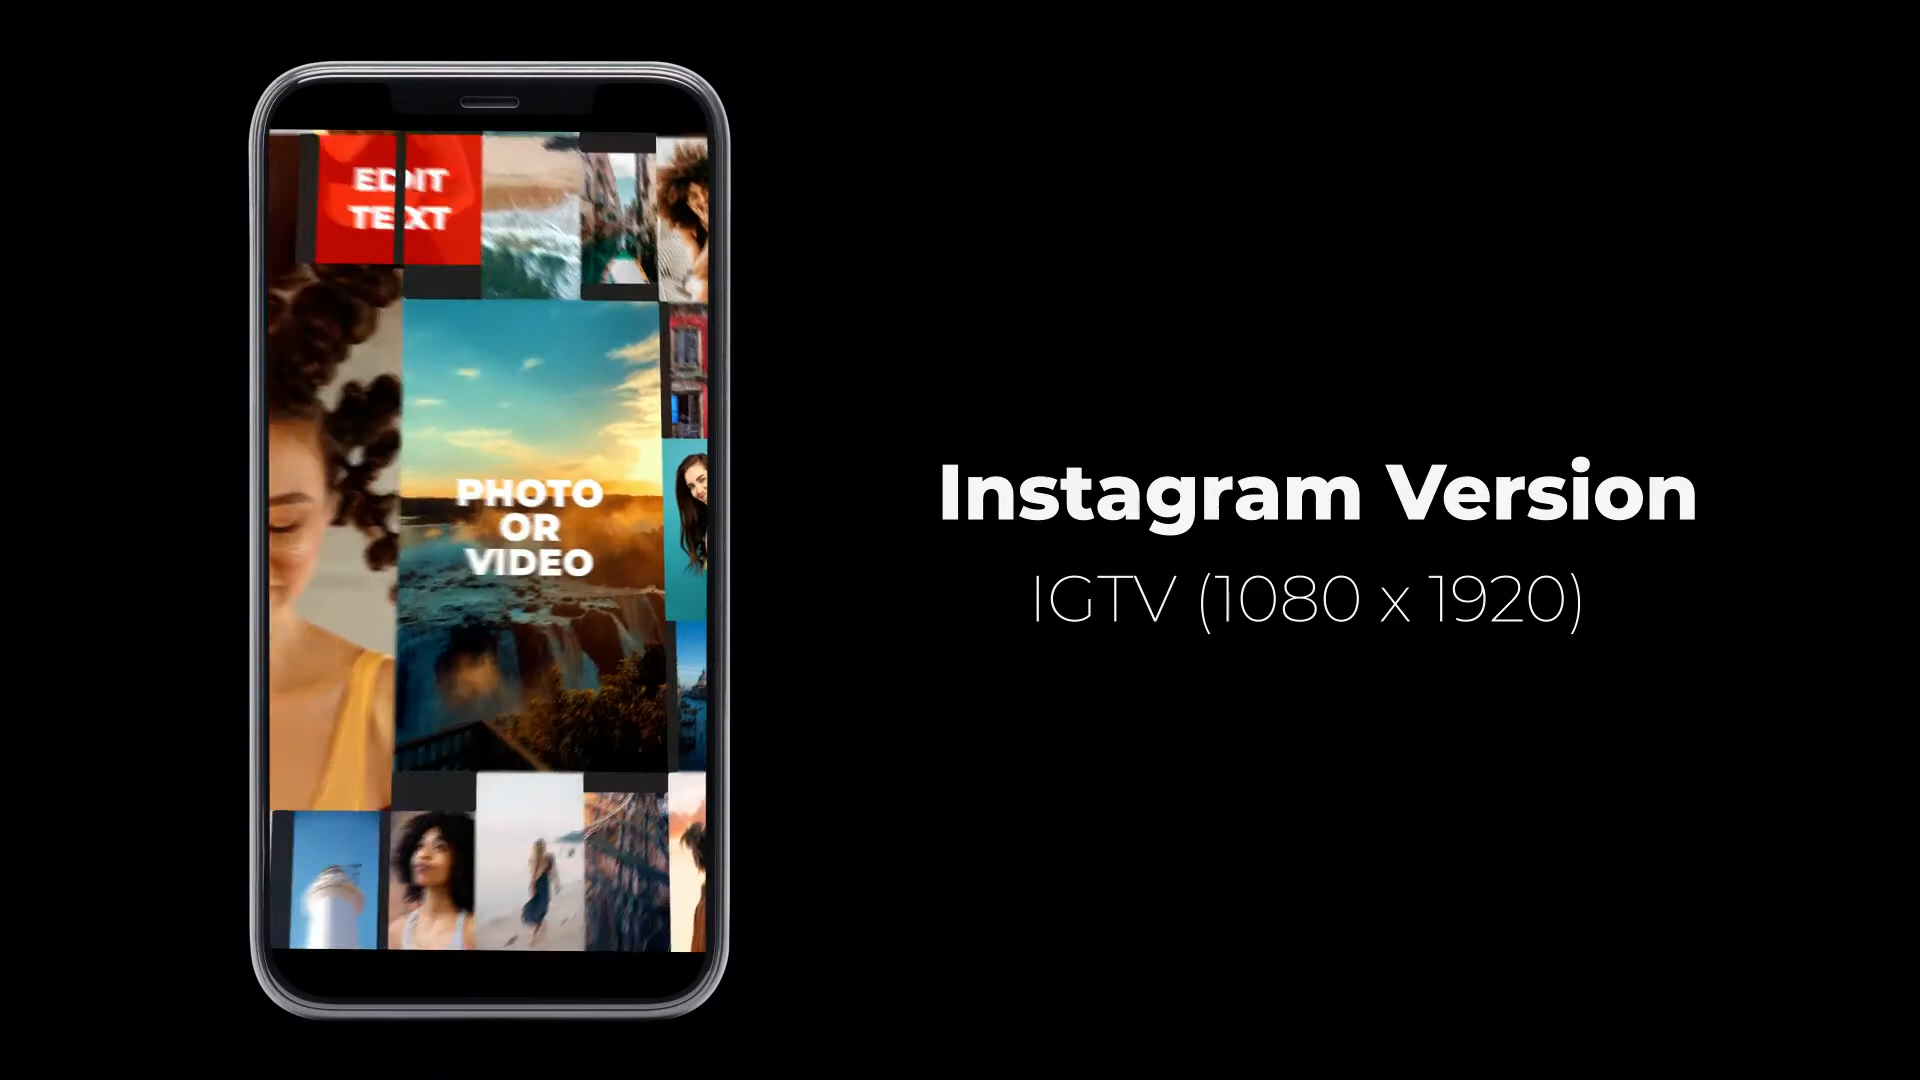 EDIT
TEXT
PHOTO
OR
VIDEO
Instagram Version
IGTV (1080 x 1920)